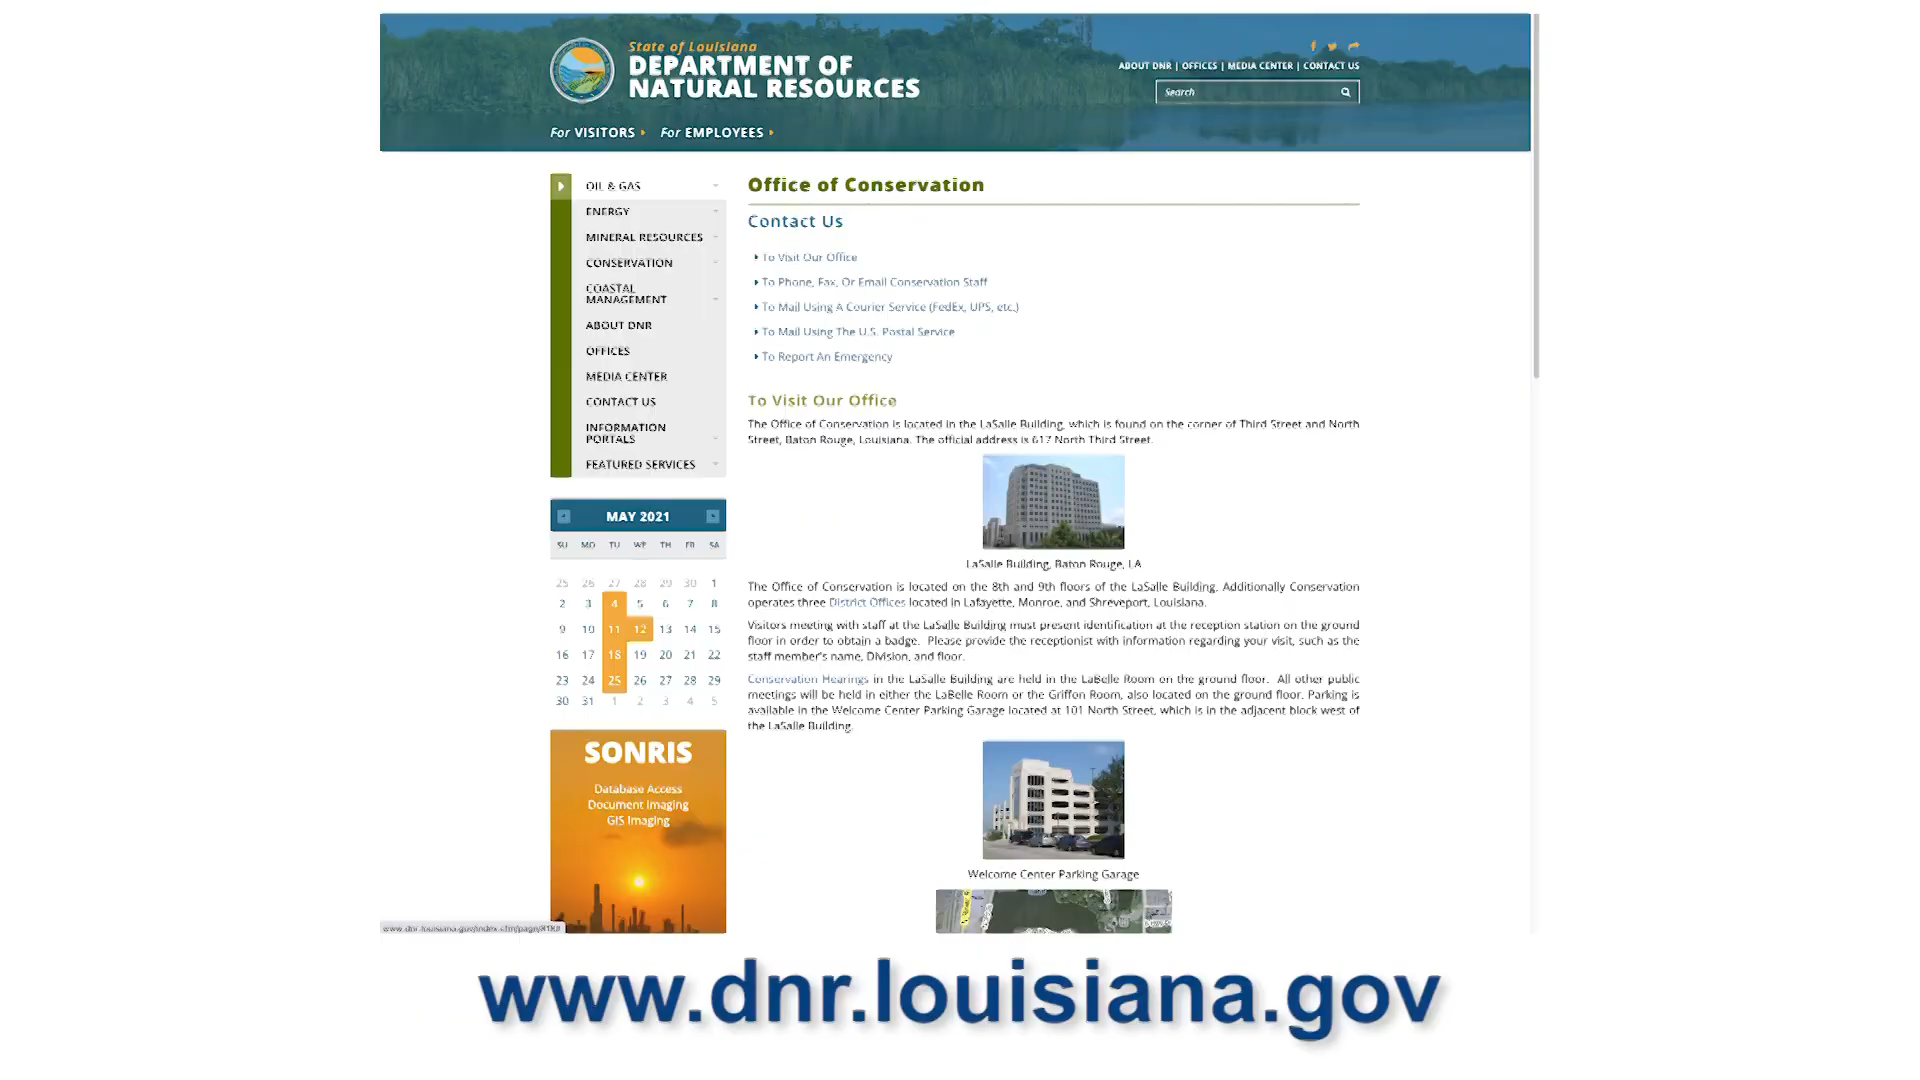 State of Louisiana
DEPARTMENT OF
NATURAL RESOURCES
ABOUT DNR | OFFICES | MEDIA CENTER | CONTACT US
Search
For VISITORS For EMPLOYEES
OIL & GAS
ENERGY
MINERAL RESOURCES
CONSERVATION
COASTAL
MANAGEMENT
ABOUT DNR
OFFICES
MEDIA CENTER
CONTACT US
INFORMATION
PORTALS
FEATURED SERVICES
MAY 2021
SU MO TU WE TH FR SA
25 26 27 28 29 30 1
2 3 4 5 6 7 8
9 10 11 12 13 14 15
16 17 18 19 20 21 22
23 24 25 26 27 28 29
30 31 1 2 3 4 5
SONRIS
Database Access
Document Imaging
GIS Imaging
Office of Conservation
Contact Us
To Visit Our Office
To Phone, Fax, Or Email Conservation Staff
To Mail Using A Courier Service (FedEx, UPS, etc.)
To Mail Using The U.S. Postal Service
To Report An Emergency
To Visit Our Office
The Office of Conservation is located in the LaSalle Building, which is found on the corner of Third Street and North
Street, Baton Rouge, Louisiana. The official address is 617 North Third Street.
LaSalle Building, Baton Rouge, LA
The Office of Conservation is located on the 8th and 9th floors of the LaSalle Building. Additionally Conservation
operates three District Offices located in Lafayette, Monroe, and Shreveport, Louisiana.
Visitors meeting with staff at the LaSalle Building must present identification at the reception station on the ground
floor in order to obtain a badge. Please provide the receptionist with information regarding your visit, such as the
staff member's name, Division, and floor.
Conservation Hearings in the LaSalle Building are held in the LaBelle Room on the ground floor. All other public
meetings will be held in either the LaBelle Room or the Griffon Room, also located on the ground floor. Parking is
available in the Welcome Center Parking Garage located at 101 North Street, which is in the adjacent block west of
the LaSalle Building.
Welcome Center Parking Garage
www.dnr.louisiana.gov